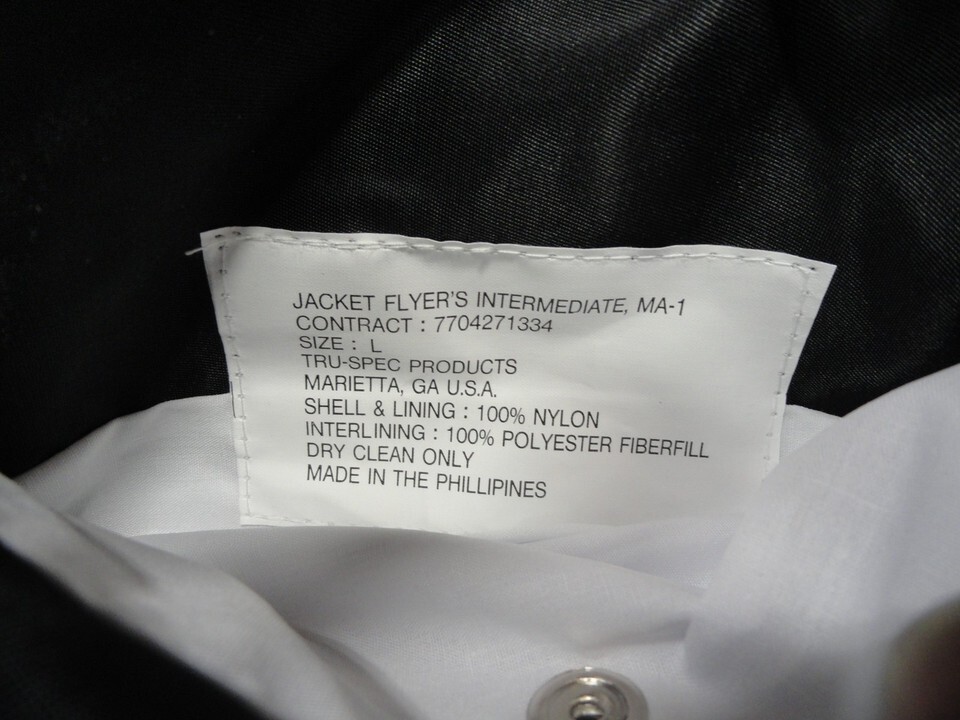 JACKET FLYER'S INTERMEDIATE, MA-1
CONTRACT : 7704271334
SIZE : L
TRU-SPEC PRODUCTS
MARIETTA, GA U.S.A.
SHELL & LINING : 100% NYLON
INTERLINING : 100% POLYESTER FIBERFILL
DRY CLEAN ONLY
MADE IN THE PHILLIPINES